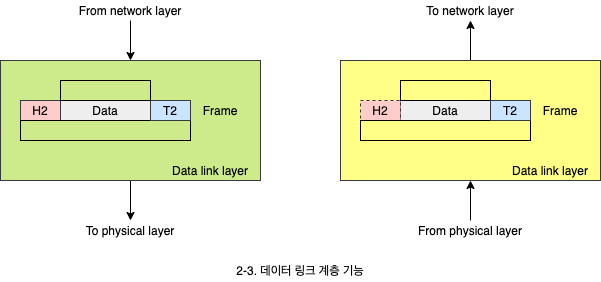 From network layer
H2 Data T2 Frame
Data link layer
To physical layer
To network layer
H2 Data T2 Frame
Data link layer
From physical layer
2-3. 데이터 링크 계층 기능